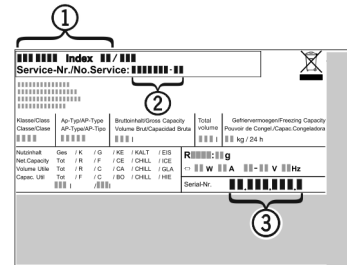 1
Index /
Service-Nr./No.Service: -
2
Klasse/Class Ap-Typ/AP-Type Bruttoinhalt/Gross Capacity Total Gefriervermoegen/Freezing Capacity
Classe/Clase AP-Type/AP-Tipo Volume Brut/Capacidad Bruta volume Pouvoir de Congel./Capac.Congeladora
l l kg / 24 h
Nutzinhalt Ges / K / G / KE / KALT / EIS
Net Capacity Tot / R / F / CE / CHILL / ICE
Volume Utile Tot / R / C / CA / CHILL / GLA
Capac. Util Tot / F / C / BO / CHILL / HIE
l / l
R : g
W A - V Hz
Serial-Nr. . . .
3